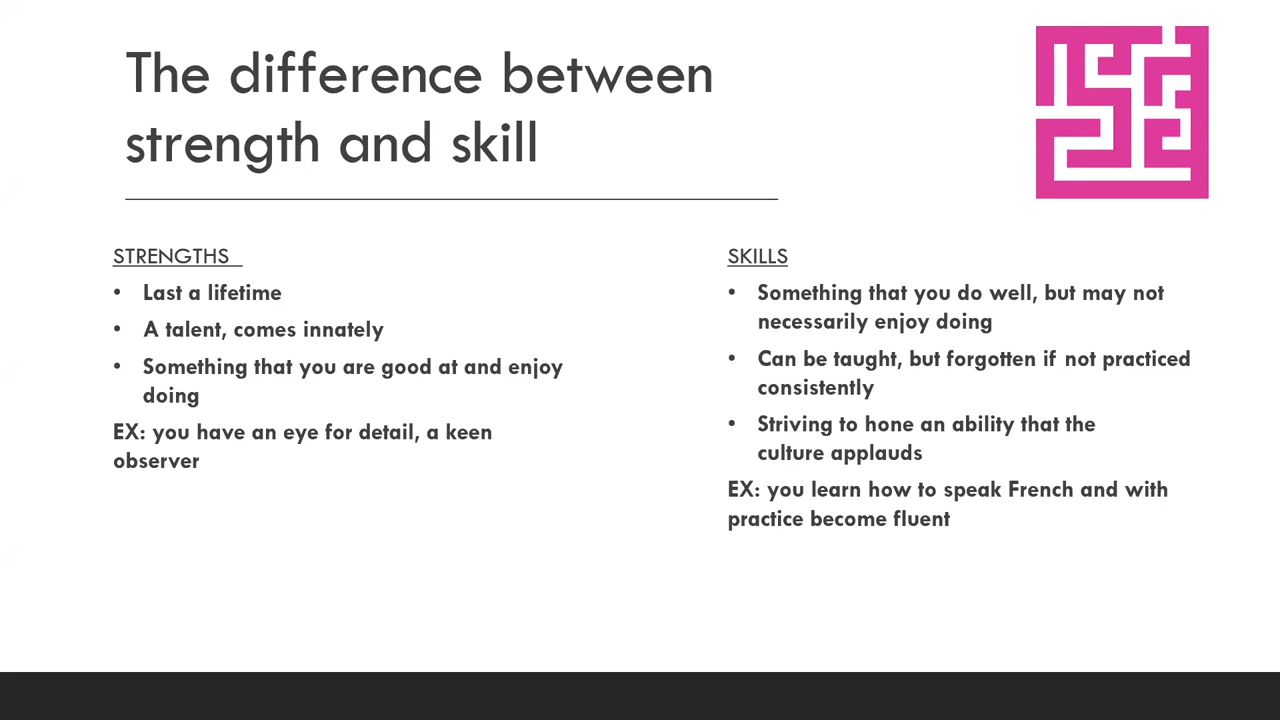 The difference between
strength and skill
STRENGTHS
• Last a lifetime
• A talent, comes innately
• Something that you are good at and enjoy
doing
EX: you have an eye for detail, a keen
observer
SKILLS
• Something that you do well, but may not
necessarily enjoy doing
• Can be taught, but forgotten if not practiced
consistently
• Striving to hone an ability that the
culture applauds
EX: you learn how to speak French and with
practice become fluent